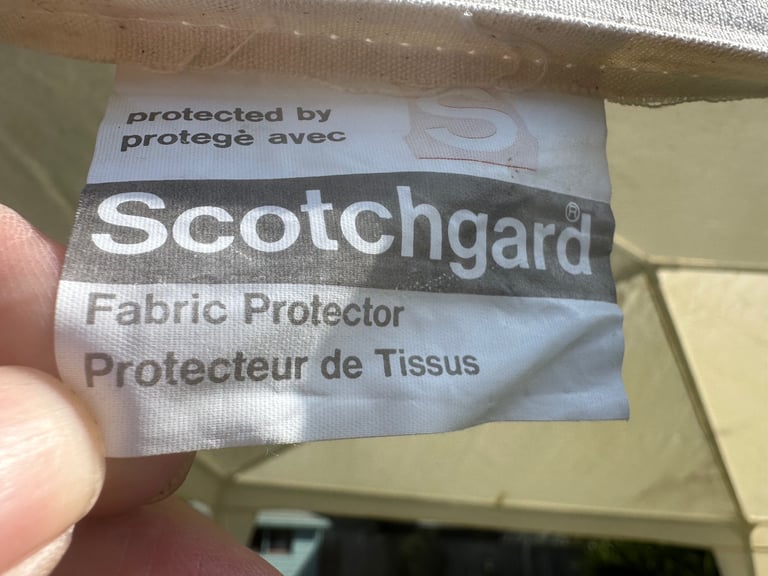 protected by
protegè avec
S
Scotchgard®
Fabric Protector
Protecteur de Tissus